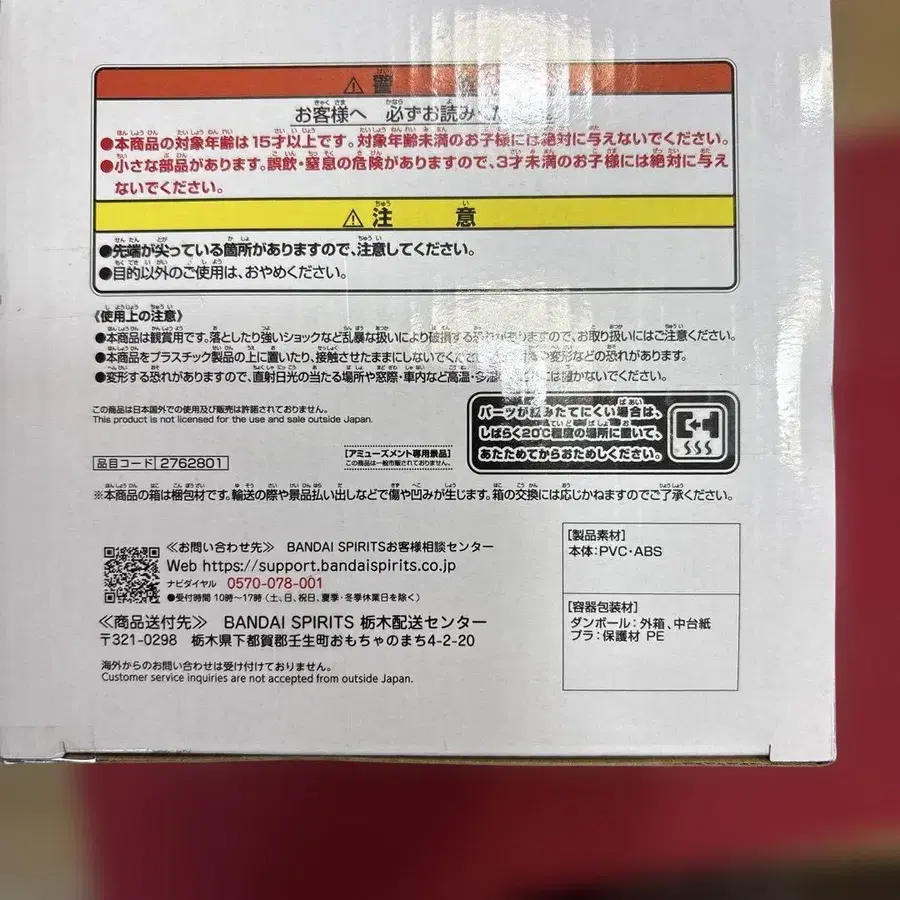 ⚠警
お客様へ 必ずお読み
●本商品の対象年齢は15才以上です。対象年齢未満のお子様には絶対に与えないでください。
●小さな部品があります。誤飲・窒息の危険がありますので、3才未満のお子様には絶対に与え
ないでください。
⚠注 意
●先端が尖っている箇所がありますので、注意してください。
●目的以外のご使用は、おやめください。
《使用上の注意》
●本商品は観賞用です。落としたり強いショックなど乱暴な扱いにより破損する恐れがありますので、お取り扱いにはご注意ください。
●本商品をプラスチック製品の上に置いたり、接触させたままにしないでくだ 変形などの恐れがあります。
●変形する恐れがありますので、直射日光の当たる場所や窓際・車内など高温・多湿 には置かないでください。
この商品は日本国外での使用及び販売は許諾されておりません。
This product is not licensed for the use and sale outside Japan.
パーツが組みたてにくい場合は、
しばらく20℃程度の場所に置いて、
あたためてからおためしください。
品目コード 2762801
[アミューズメント専用景品]
この商品は一般市販されておりません。
※本商品の箱は梱包材です。輸送の際や景品払い出しなどで傷や凹みが生じます。箱の交換には応じかねますのでご了承ください。
≪お問い合わせ先≫ BANDAI SPIRITSお客様相談センター
Web https://support.bandaispirits.co.jp
ナビダイヤル 0570-078-001
●受付時間 10時〜17時(土、日、祝日、夏季・冬季休業日を除く)
≪商品送付先≫ BANDAI SPIRITS 栃木配送センター
〒321-0298 栃木県下都賀郡壬生町おもちゃのまち4-2-20
海外からのお問い合わせは受け付けておりません。
Customer service inquiries are not accepted from outside Japan.
[製品素材]
本体:PVC・ABS
[容器包装材]
ダンボール:外箱、中台紙
プラ:保護材 PE